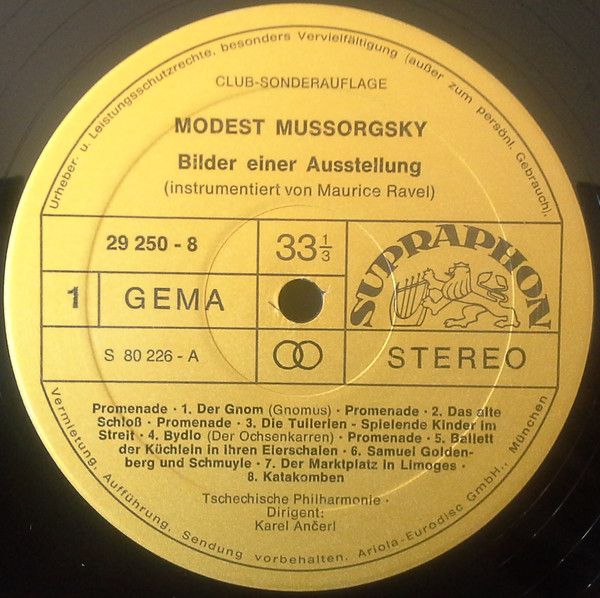 Urheber- u. Leistungsschutzrechte, besonders Vervielfältigung (außer zum persönl. Gebrauch).
CLUB-SONDERAUFLAGE
MODEST MUSSORGSKY
Bilder einer Ausstellung
(instrumentiert von Maurice Ravel)
29 250 - 8
33 1/3
SUPRAPHON
1
GEMA
S 80 226 - A
STEREO
Promenade · 1. Der Gnom (Gnomus) · Promenade · 2. Das alte
Schloß · Promenade · 3. Die Tuilerien - Spielende Kinder im
Streit · 4. Bydlo (Der Ochsenkarren) · Promenade · 5. Ballett
der Küchlein in ihren Eierschalen · 6. Samuel Golden-
berg und Schmuyle · 7. Der Marktplatz in Limoges ·
8. Katakomben
Tschechische Philharmonie ·
Dirigent:
Karel Ančerl
Vermietung, Aufführung, Sendung vorbehalten. Ariola-Eurodisc GmbH., München